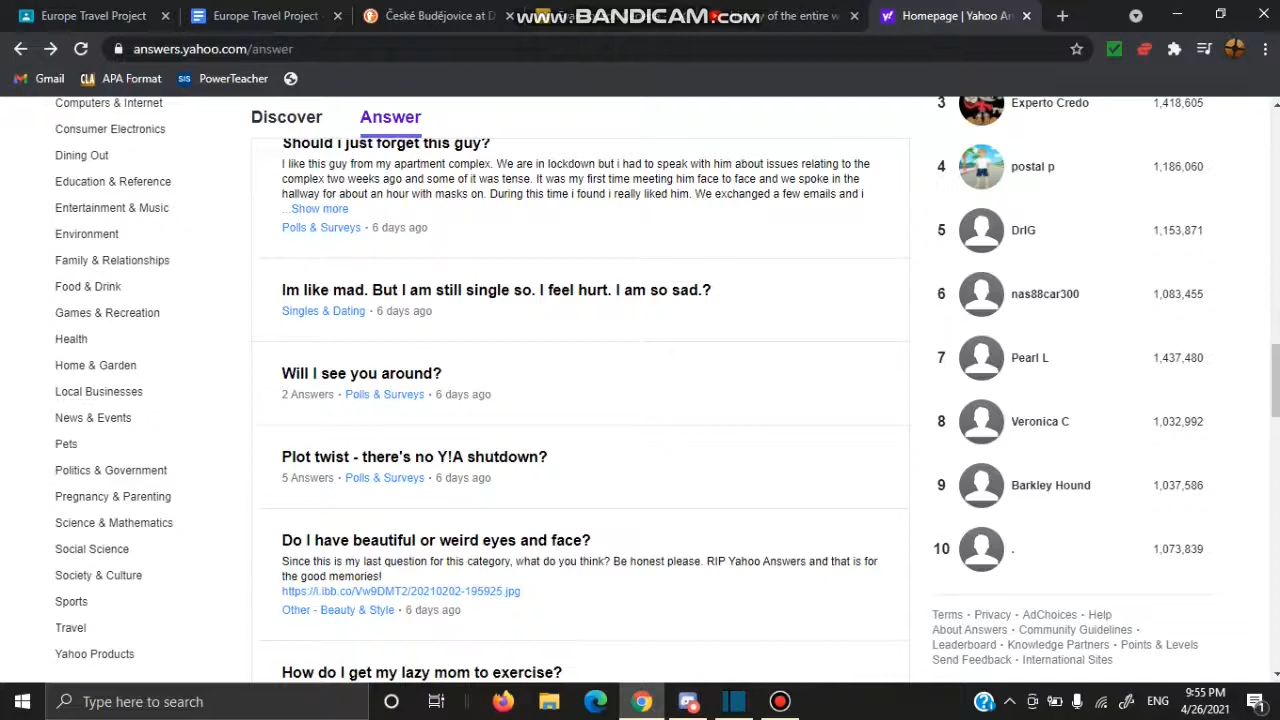 Europe Travel Project
Europe Travel Project -
České Budějovice at D
of the entire w
Homepage | Yahoo An
www.BANDICAM.com
answers.yahoo.com/answer
Gmail
CLA
APA Format
SIS
PowerTeacher
Computers & Internet
Consumer Electronics
Dining Out
Education & Reference
Entertainment & Music
Environment
Family & Relationships
Food & Drink
Games & Recreation
Health
Home & Garden
Local Businesses
News & Events
Pets
Politics & Government
Pregnancy & Parenting
Science & Mathematics
Social Science
Society & Culture
Sports
Travel
Yahoo Products
Discover
Answer
Should I just forget this guy?
I like this guy from my apartment complex. We are in lockdown but i had to speak with him about issues relating to the
complex two weeks ago and some of it was tense. It was my first time meeting him face to face and we spoke in the
hallway for about an hour with masks on. During this time i found i really liked him. We exchanged a few emails and i
...Show more
Polls & Surveys · 6 days ago
Im like mad. But I am still single so. I feel hurt. I am so sad.?
Singles & Dating · 6 days ago
Will I see you around?
2 Answers · Polls & Surveys · 6 days ago
Plot twist - there's no Y!A shutdown?
5 Answers · Polls & Surveys · 6 days ago
Do I have beautiful or weird eyes and face?
Since this is my last question for this category, what do you think? Be honest please. RIP Yahoo Answers and that is for
the good memories!
https://i.ibb.co/Vw9DMT2/20210202-195925.jpg
Other - Beauty & Style · 6 days ago
How do I get my lazy mom to exercise?
3 Experto Credo 1,418,605
4 postal p 1,186,060
5 DrIG 1,153,871
6 nas88car300 1,083,455
7 Pearl L 1,437,480
8 Veronica C 1,032,992
9 Barkley Hound 1,037,586
10 . 1,073,839
Terms · Privacy · AdChoices · Help
About Answers · Community Guidelines ·
Leaderboard · Knowledge Partners · Points & Levels
Send Feedback · International Sites
Type here to search
ENG
9:55 PM
4/26/2021
1